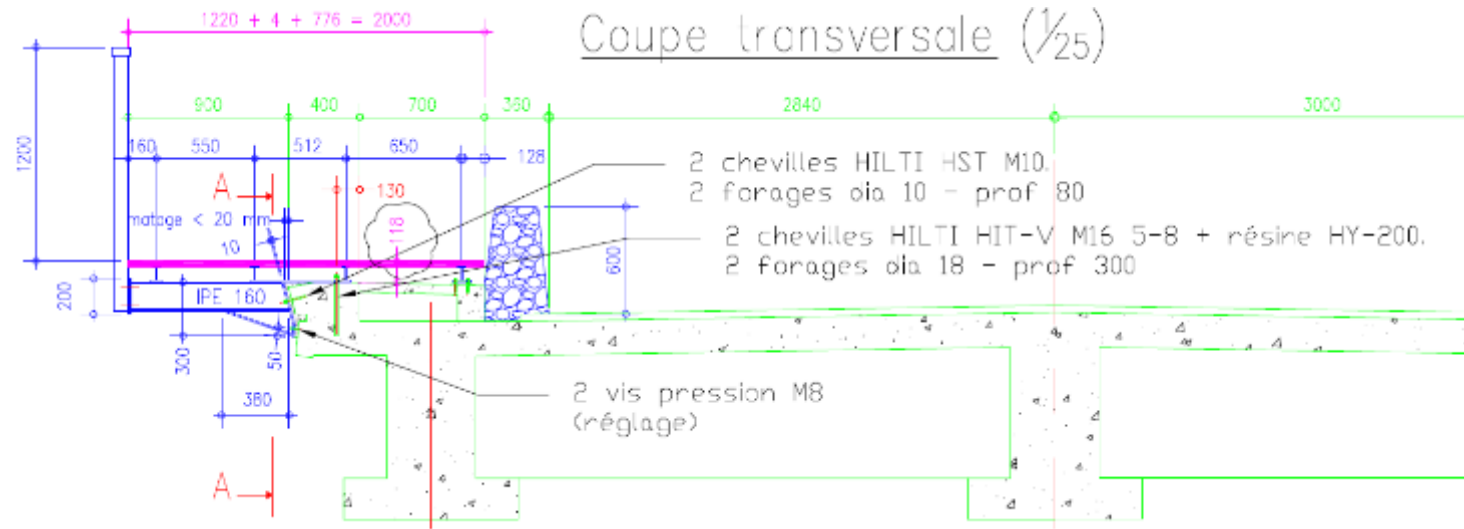 1220 + 4 + 776 = 2000
Coupe transversale (1/25)
900 400 700 360 2840 3000
160 550 512 650 128
1200
A 130
2 chevilles HILTI HST M10.
2 forages dia 10 - prof 80
matage < 20 mm
10
118
2 chevilles HILTI HIT-V M16 5-8 + résine HY-200.
2 forages dia 18 - prof 300
600
200
IPE 160
300
50
380
2 vis pression M8
(réglage)
A